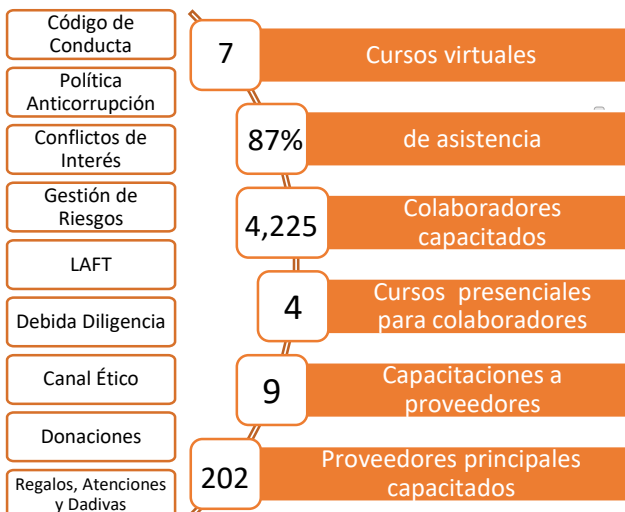 Código de
Conducta
Política
Anticorrupción
Conflictos de
Interés
Gestión de
Riesgos
LAFT
Debida Diligencia
Canal Ético
Donaciones
Regalos, Atenciones
y Dadivas
7
Cursos virtuales
87%
de asistencia
4,225
Colaboradores
capacitados
4
Cursos presenciales
para colaboradores
9
Capacitaciones a
proveedores
202
Proveedores principales
capacitados